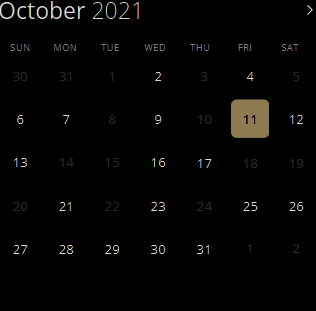 October 2021 >
SUN MON TUE WED THU FRI SAT
30 31 1 2 3 4 5
6 7 8 9 10 11 12
13 14 15 16 17 18 19
20 21 22 23 24 25 26
27 28 29 30 31 1 2